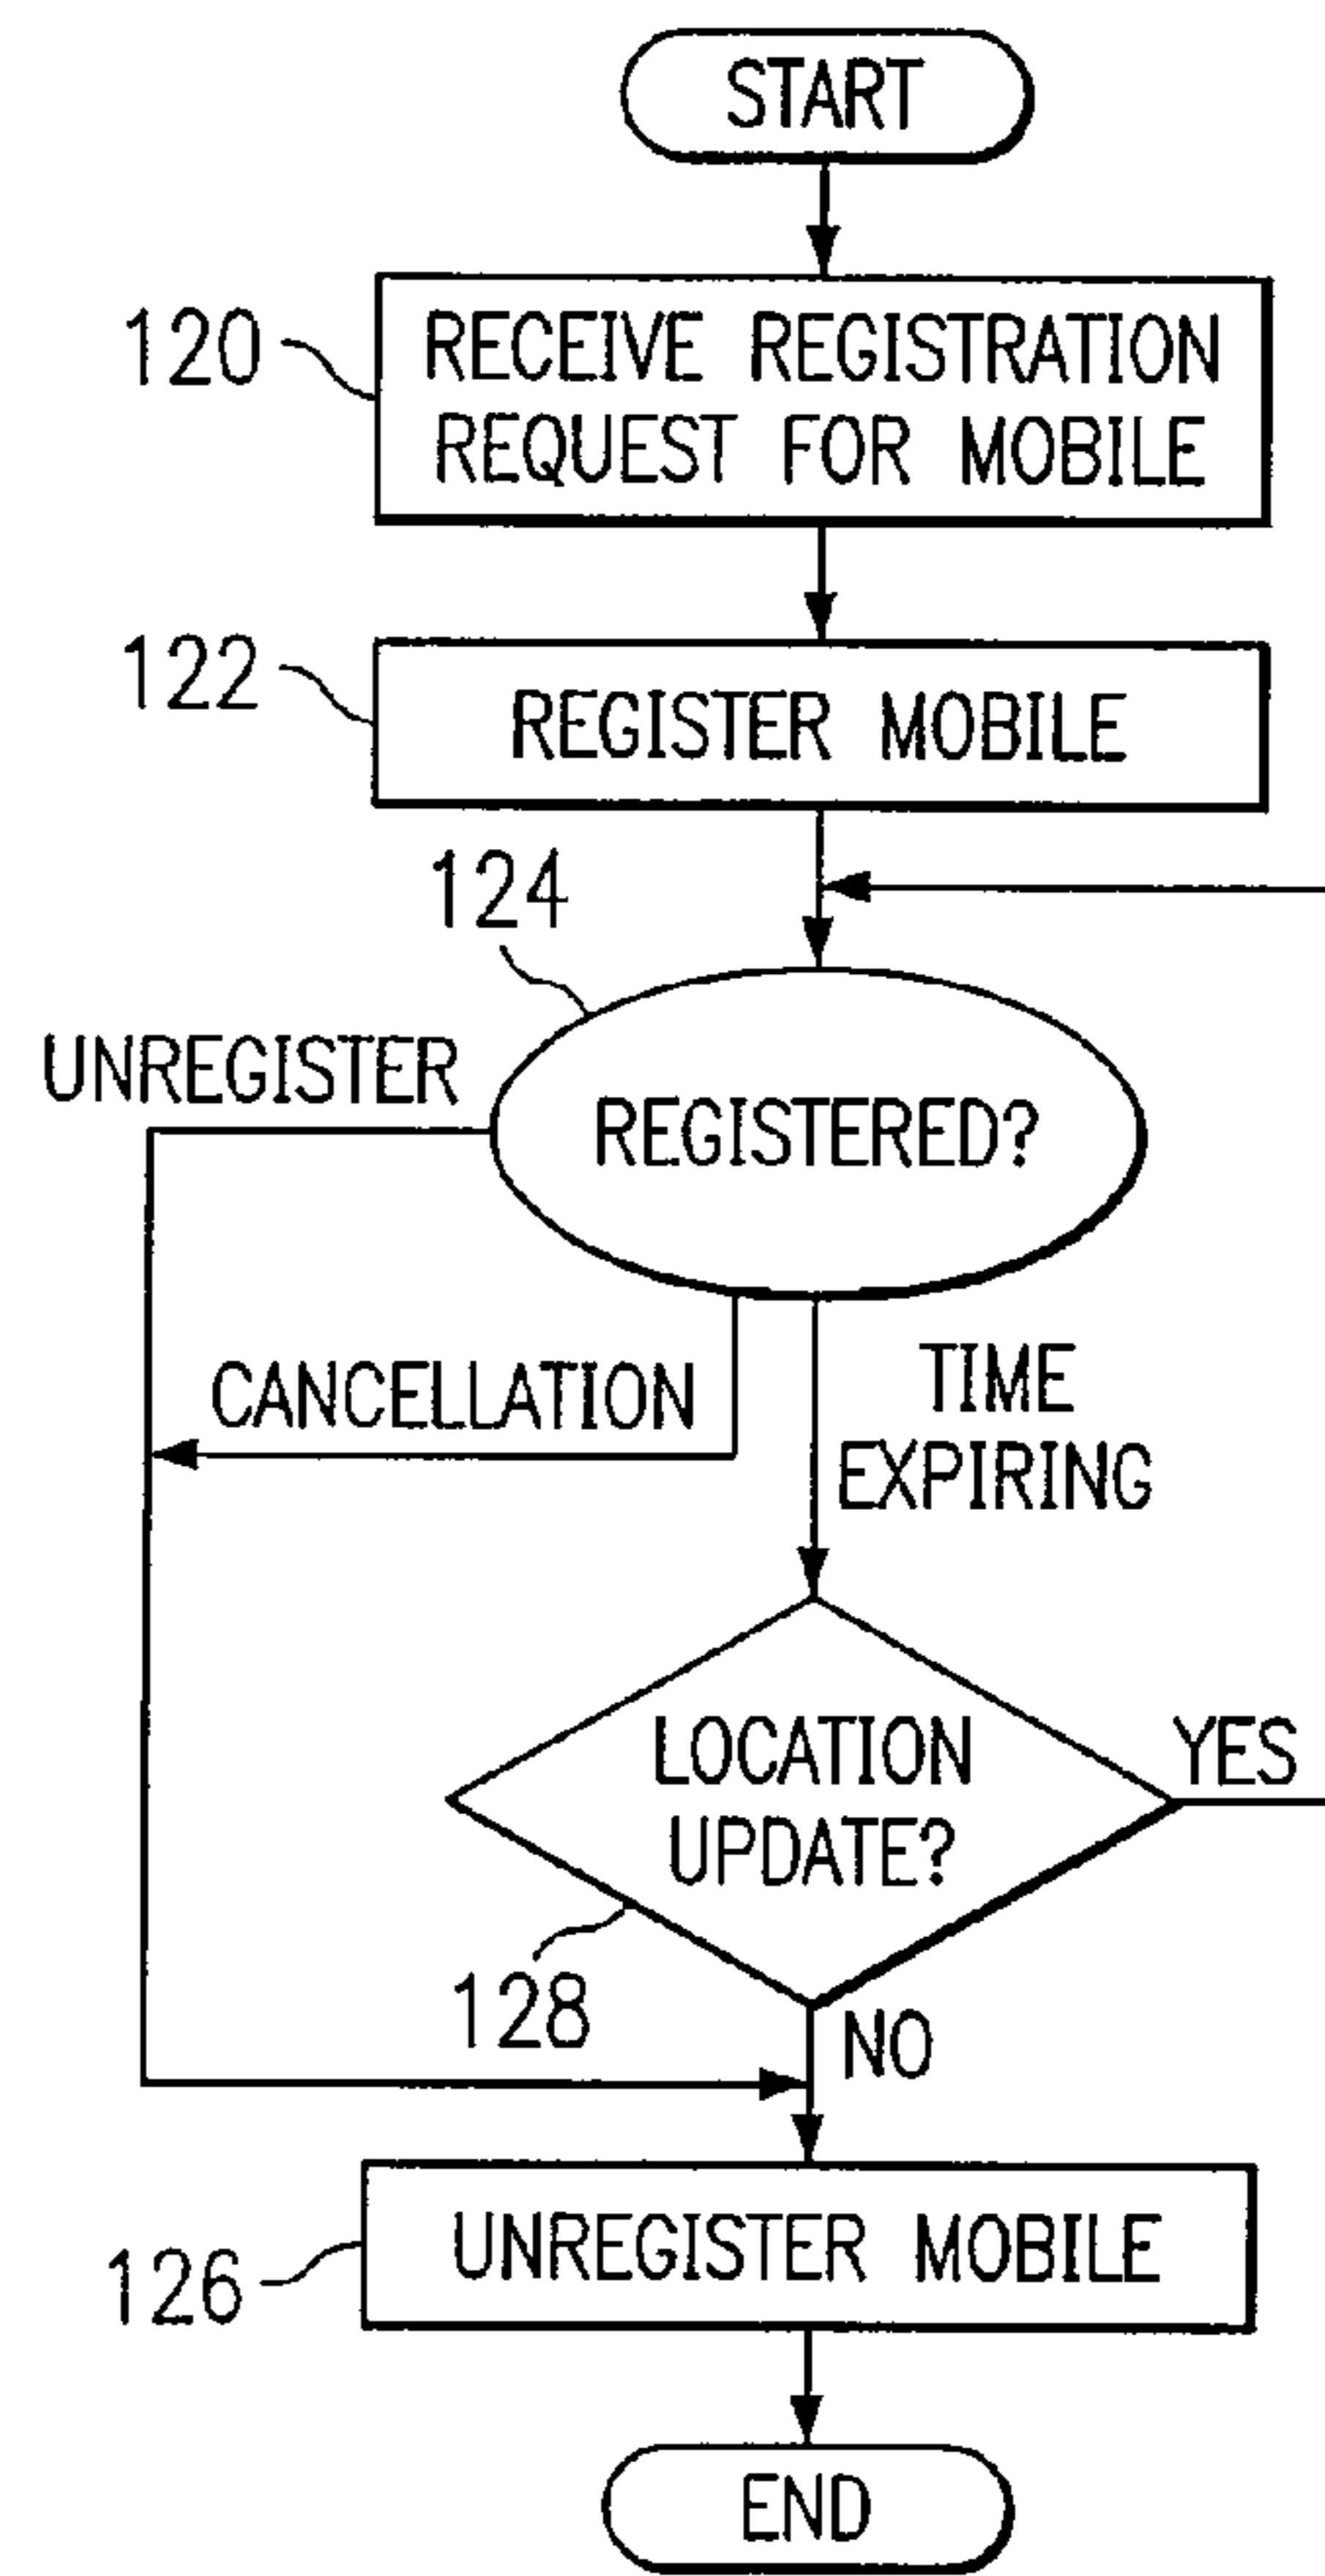 START
120
RECEIVE REGISTRATION
REQUEST FOR MOBILE
122
REGISTER MOBILE
124
UNREGISTER
REGISTERED?
CANCELLATION
TIME
EXPIRING
LOCATION
UPDATE?
YES
128
NO
126
UNREGISTER MOBILE
END